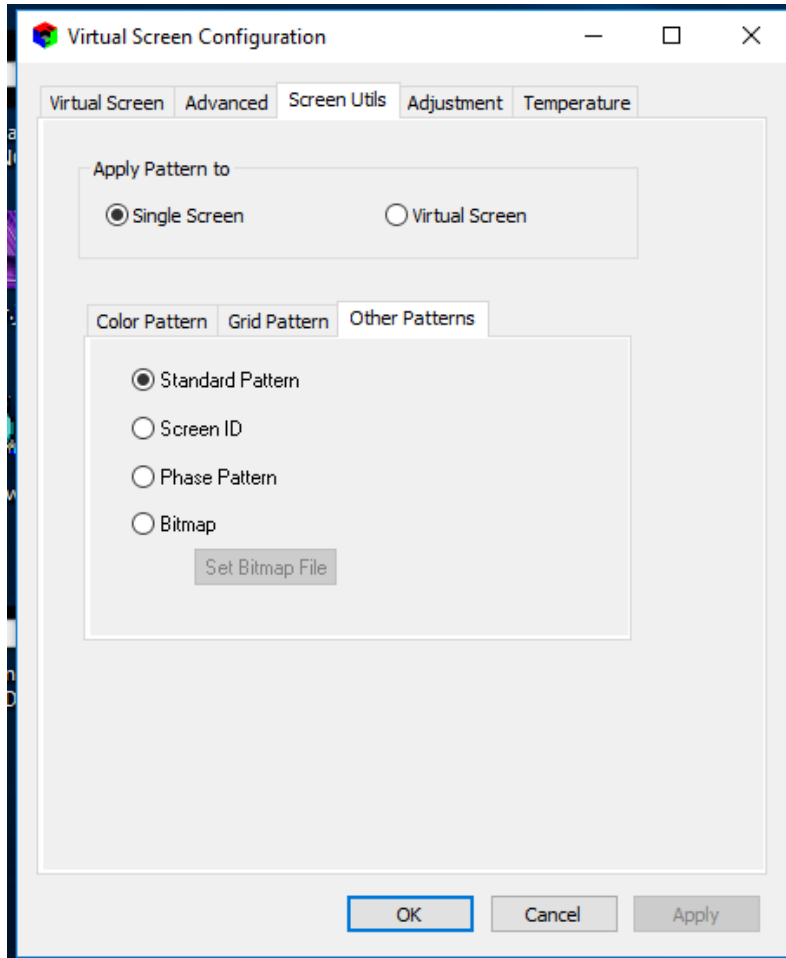 Virtual Screen Configuration
Virtual Screen Advanced Screen Utils Adjustment Temperature
Apply Pattern to
Single Screen Virtual Screen
Color Pattern Grid Pattern Other Patterns
Standard Pattern
Screen ID
Phase Pattern
Bitmap
Set Bitmap File
OK Cancel Apply